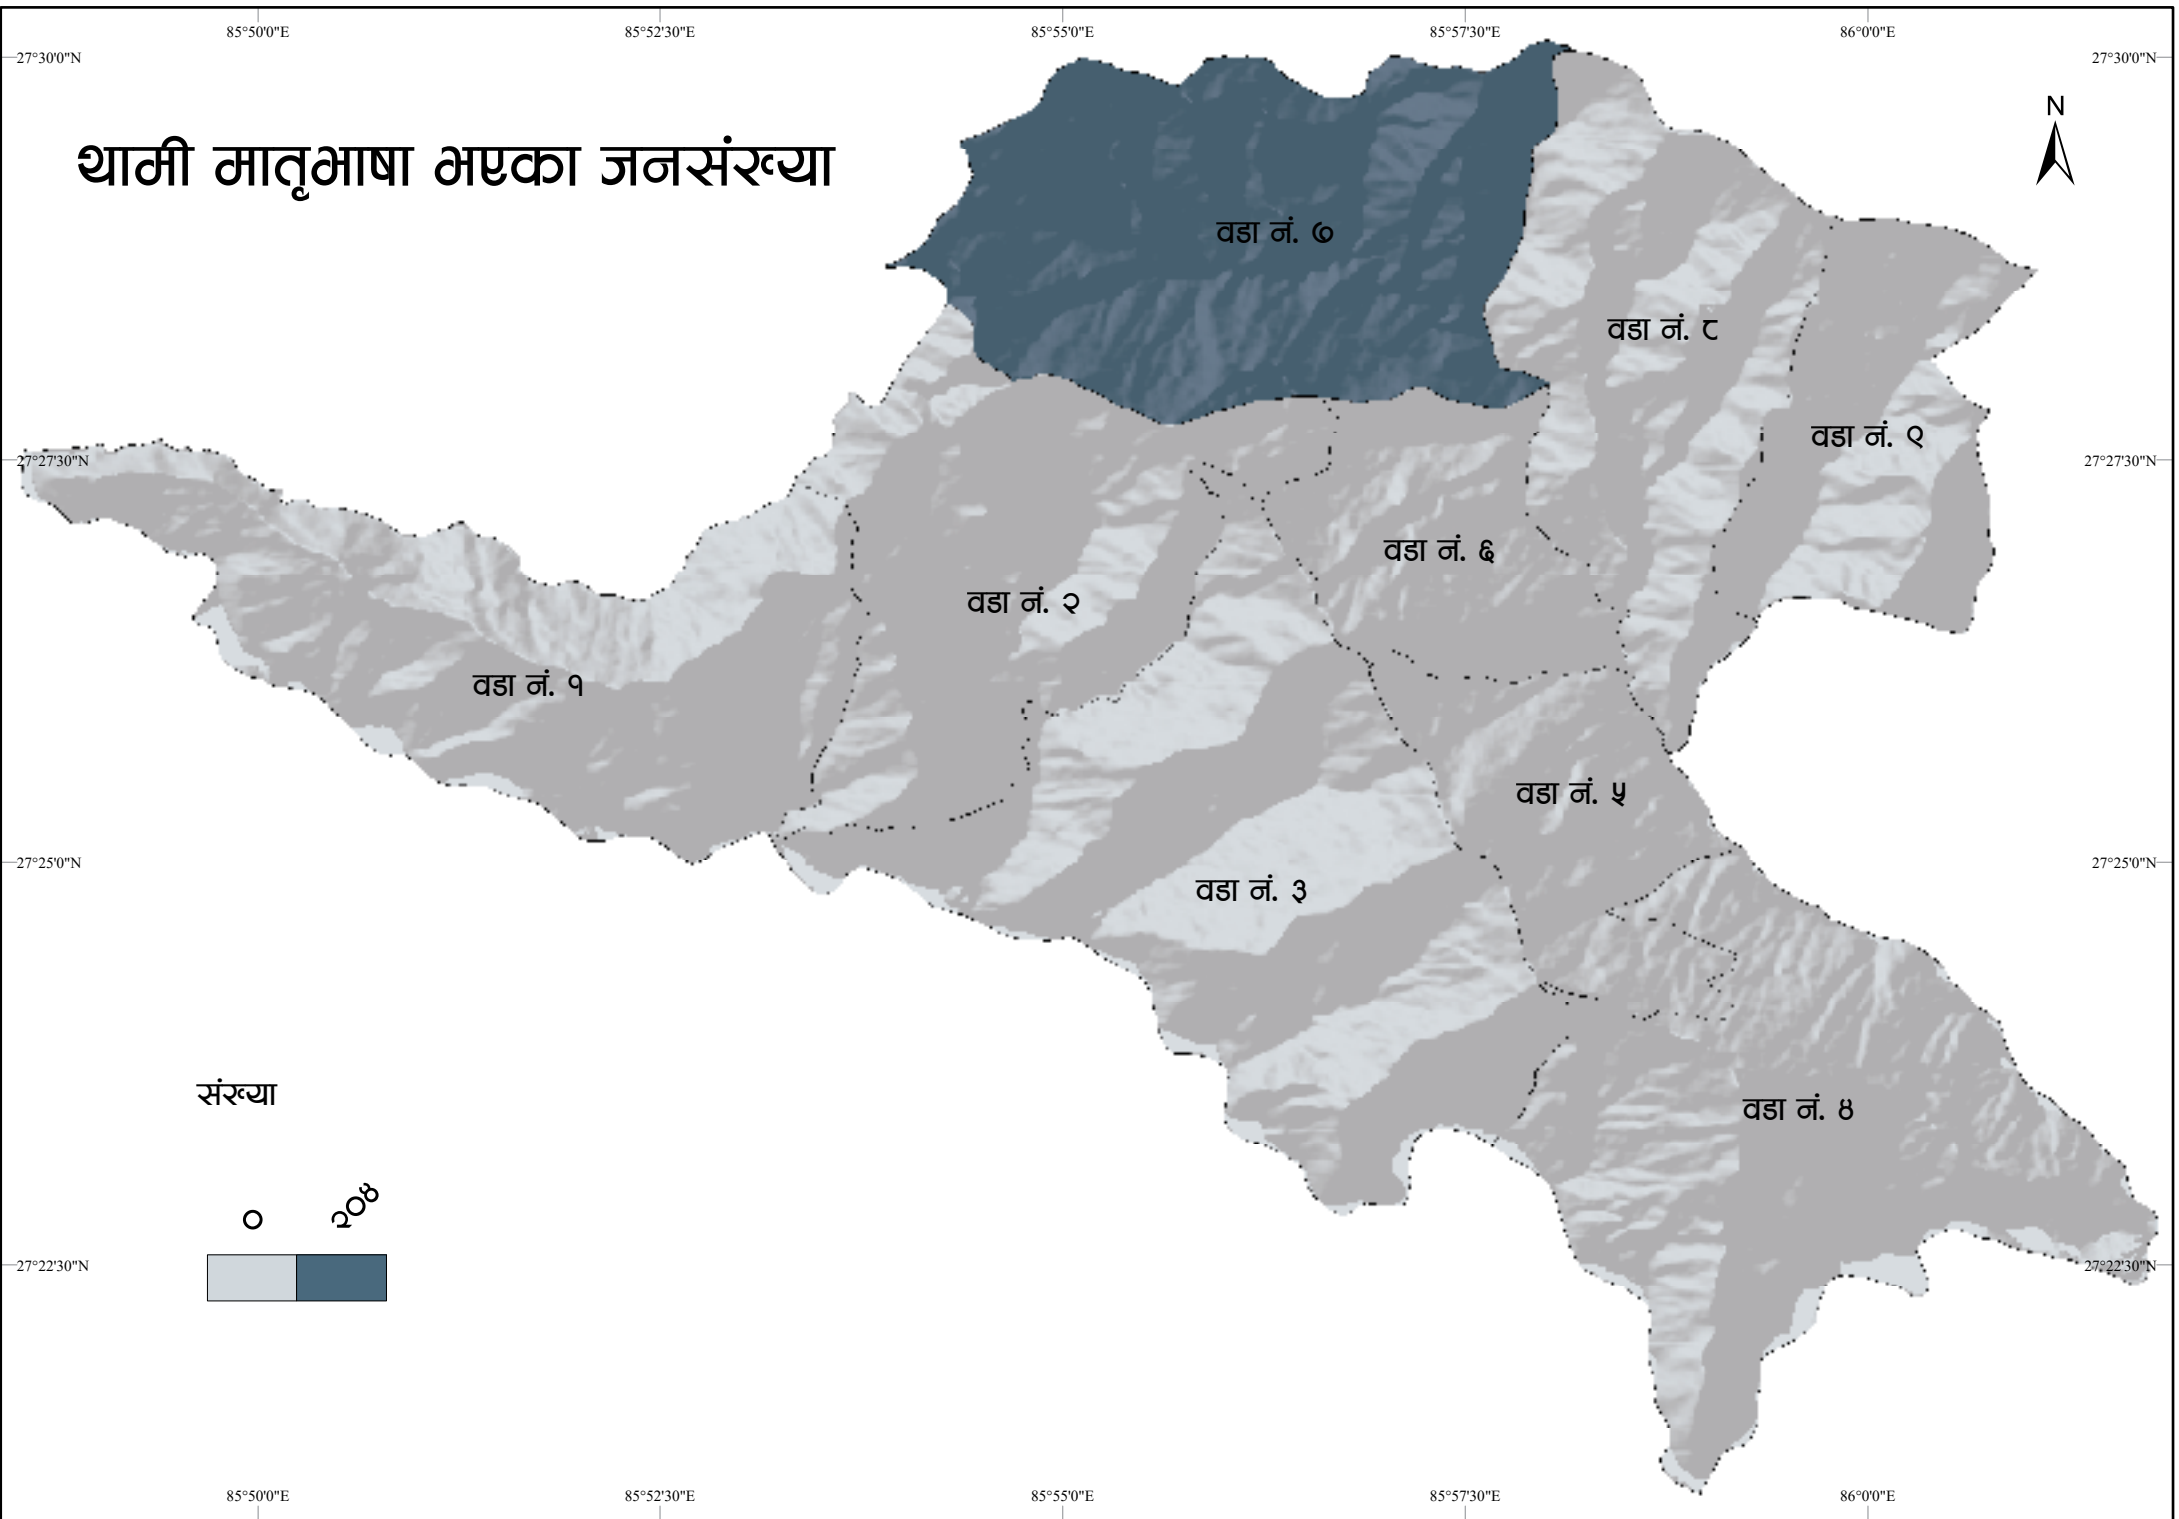 85°50'0"E 85°52'30"E 85°55'0"E 85°57'30"E 86°0'0"E
27°30'0"N 27°30'0"N
N
थामी मातृभाषा भएका जनसंख्या
वडा नं. ७
वडा नं. ८
वडा नं. ९
27°27'30"N 27°27'30"N
वडा नं. ६
वडा नं. २
वडा नं. १
वडा नं. ५
27°25'0"N 27°25'0"N
वडा नं. ३
संख्या
वडा नं. ४
० २०४
27°22'30"N 27°22'30"N
85°50'0"E 85°52'30"E 85°55'0"E 85°57'30"E 86°0'0"E